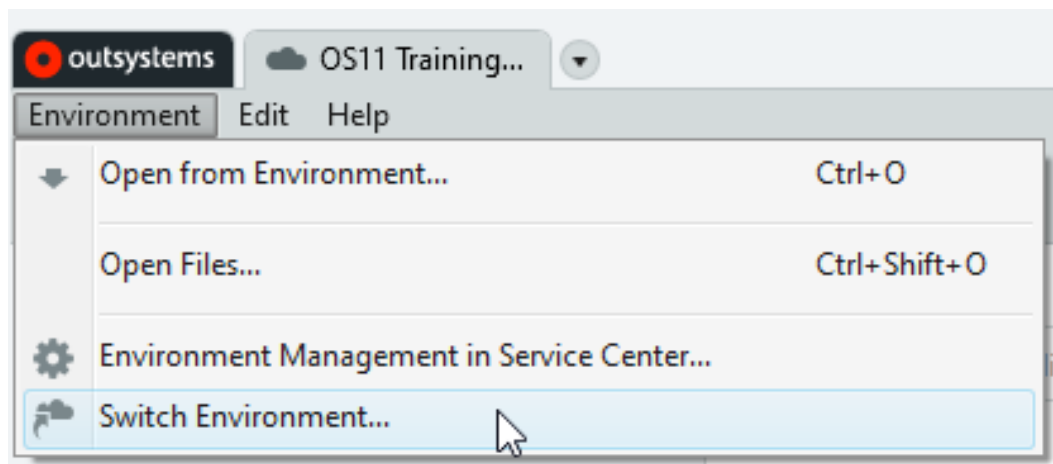 outsystems OS11 Training...
Environment Edit Help
Open from Environment... Ctrl+O
Open Files... Ctrl+Shift+O
Environment Management in Service Center...
Switch Environment...